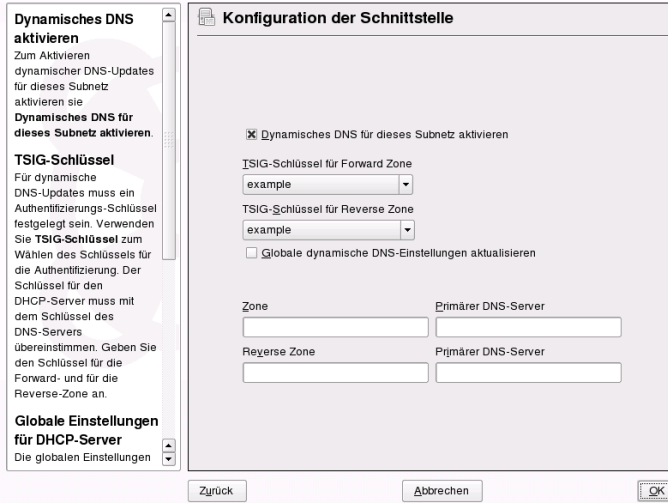 Dynamisches DNS
aktivieren
Zum Aktivieren
dynamischer DNS-Updates
für dieses Subnetz
aktivieren sie
Dynamisches DNS für
dieses Subnetz aktivieren.
TSIG-Schlüssel
Für dynamische
DNS-Updates muss ein
Authentifizierungs-Schlüssel
festgelegt sein. Verwenden
Sie TSIG-Schlüssel zum
Wählen des Schlüssels für
die Authentifizierung. Der
Schlüssel für den
DHCP-Server muss mit
dem Schlüssel des
DNS-Servers
übereinstimmen. Geben Sie
den Schlüssel für die
Forward- und für die
Reverse-Zone an.
Globale Einstellungen
für DHCP-Server
Die globalen Einstellungen
Konfiguration der Schnittstelle
Dynamisches DNS für dieses Subnetz aktivieren
TSIG-Schlüssel für Forward Zone
example
TSIG-Schlüssel für Reverse Zone
example
Globale dynamische DNS-Einstellungen aktualisieren
Zone
Primärer DNS-Server
Reverse Zone
Primärer DNS-Server
Zurück
Abbrechen
OK